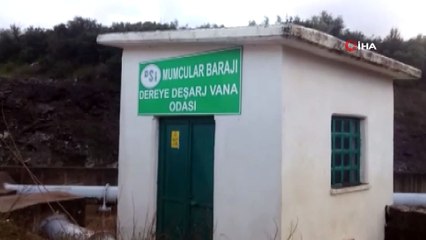 İHA
DSİ MUMCULAR BARAJI
DEREYE DEŞARJ VANA
ODASI